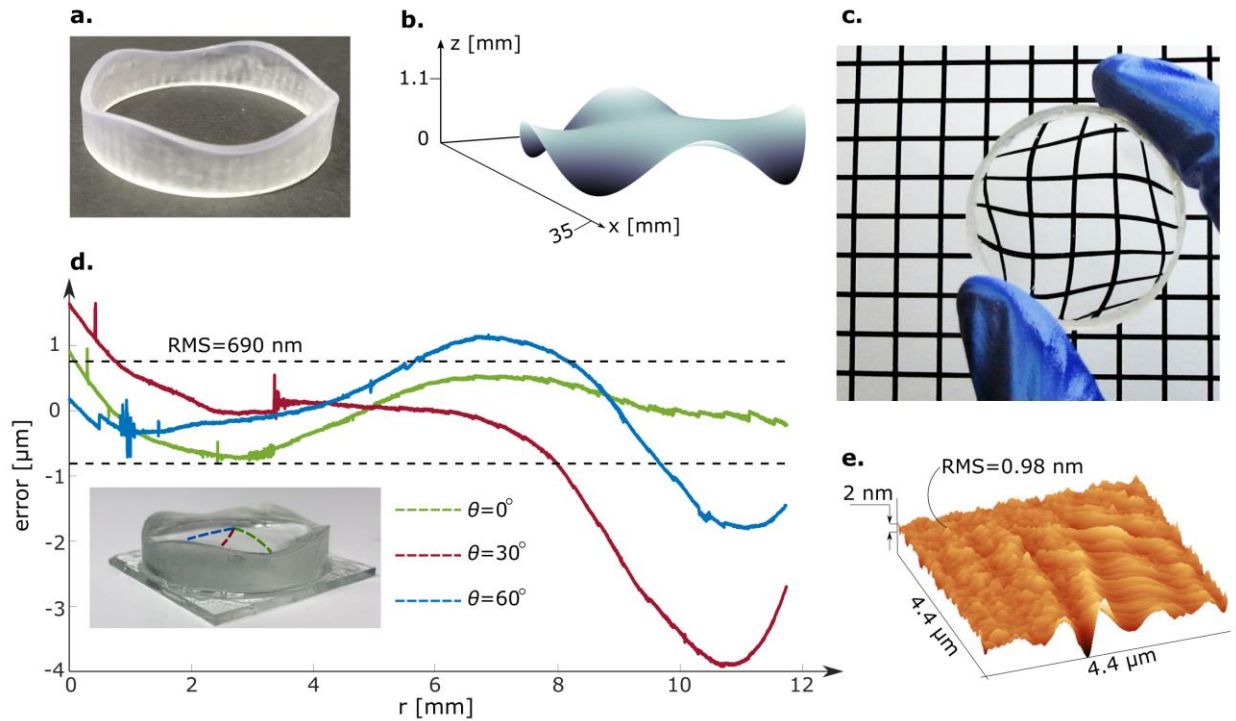 a.
b.
z [mm]
1.1
0
35
x [mm]
c.
d.
error [µm]
1
0
-1
-2
-3
-4
RMS=690 nm
θ=0°
θ=30°
θ=60°
0
2
4
6
8
10
12
r [mm]
e.
RMS=0.98 nm
2 nm
4.4 µm
4.4 µm